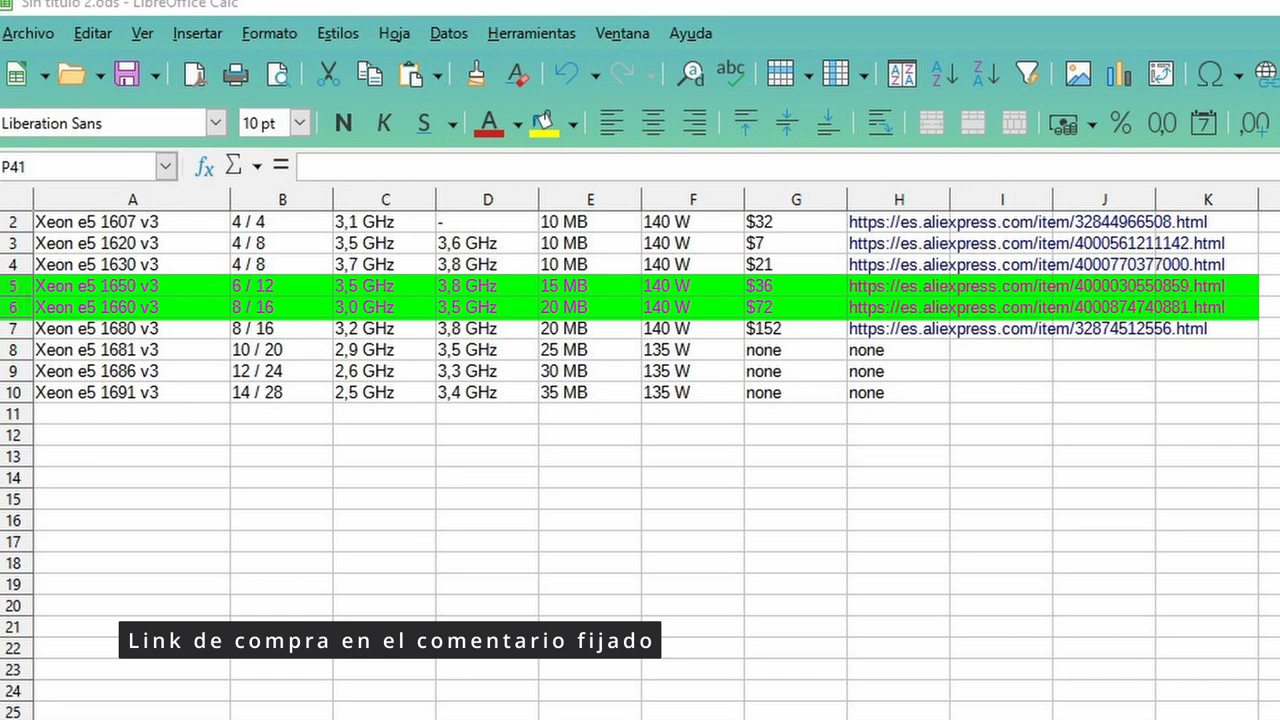 Sin título 2.ods - LibreOffice Calc
Archivo Editar Ver Insertar Formato Estilos Hoja Datos Herramientas Ventana Ayuda
Liberation Sans 10 pt N K S A % 0,0 7 ,00
P41 fx Σ =
A B C D E F G H I J K
2 Xeon e5 1607 v3 4 / 4 3,1 GHz - 10 MB 140 W $32 https://es.aliexpress.com/item/32844966508.html
3 Xeon e5 1620 v3 4 / 8 3,5 GHz 3,6 GHz 10 MB 140 W $7 https://es.aliexpress.com/item/4000561211142.html
4 Xeon e5 1630 v3 4 / 8 3,7 GHz 3,8 GHz 10 MB 140 W $21 https://es.aliexpress.com/item/4000770377000.html
5 Xeon e5 1650 v3 6 / 12 3,5 GHz 3,8 GHz 15 MB 140 W $36 https://es.aliexpress.com/item/4000030550859.html
6 Xeon e5 1660 v3 8 / 16 3,0 GHz 3,5 GHz 20 MB 140 W $72 https://es.aliexpress.com/item/4000874740881.html
7 Xeon e5 1680 v3 8 / 16 3,2 GHz 3,8 GHz 20 MB 140 W $152 https://es.aliexpress.com/item/32874512556.html
8 Xeon e5 1681 v3 10 / 20 2,9 GHz 3,5 GHz 25 MB 135 W none none
9 Xeon e5 1686 v3 12 / 24 2,6 GHz 3,3 GHz 30 MB 135 W none none
10 Xeon e5 1691 v3 14 / 28 2,5 GHz 3,4 GHz 35 MB 135 W none none
11
12
13
14
15
16
17
18
19
20
21
Link de compra en el comentario fijado
22
23
24
25